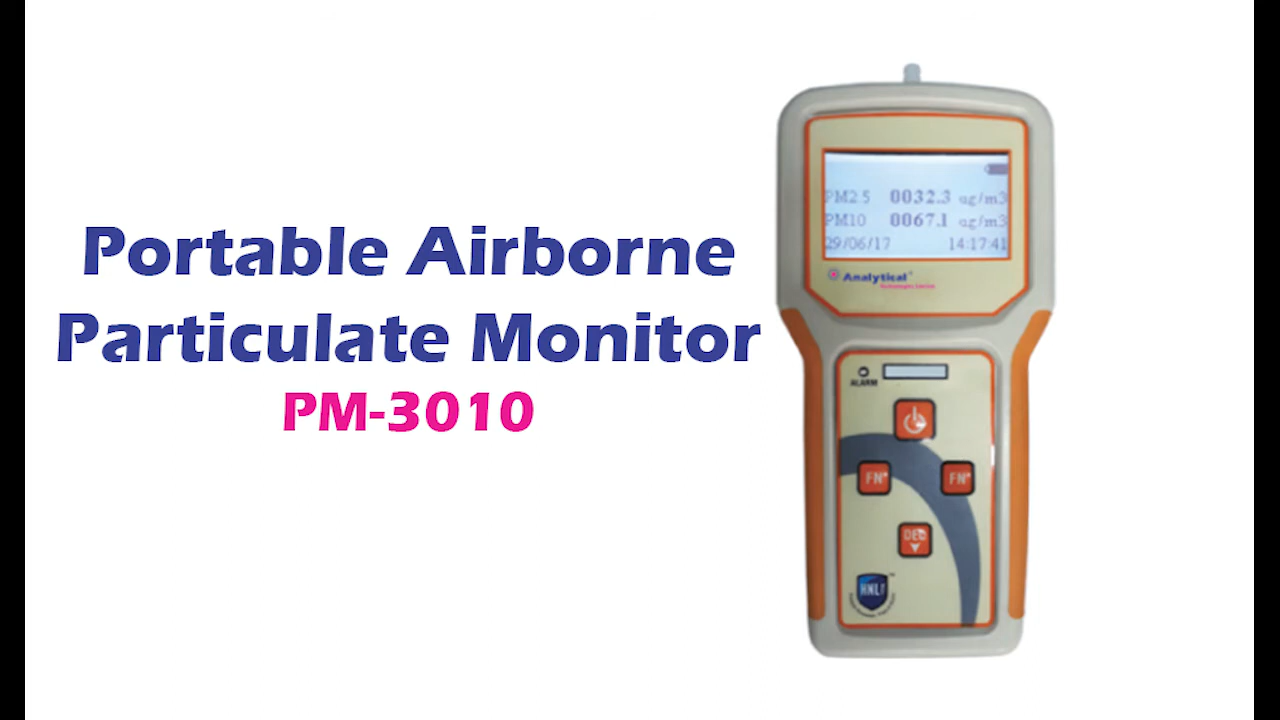 Portable Airborne
Particulate Monitor
PM-3010
PM2.5 0032.3 ug/m3
PM10 0067.1 ug/m3
29/06/17 14:17:41
Analytical
ALARM
FN
FN
HNLI